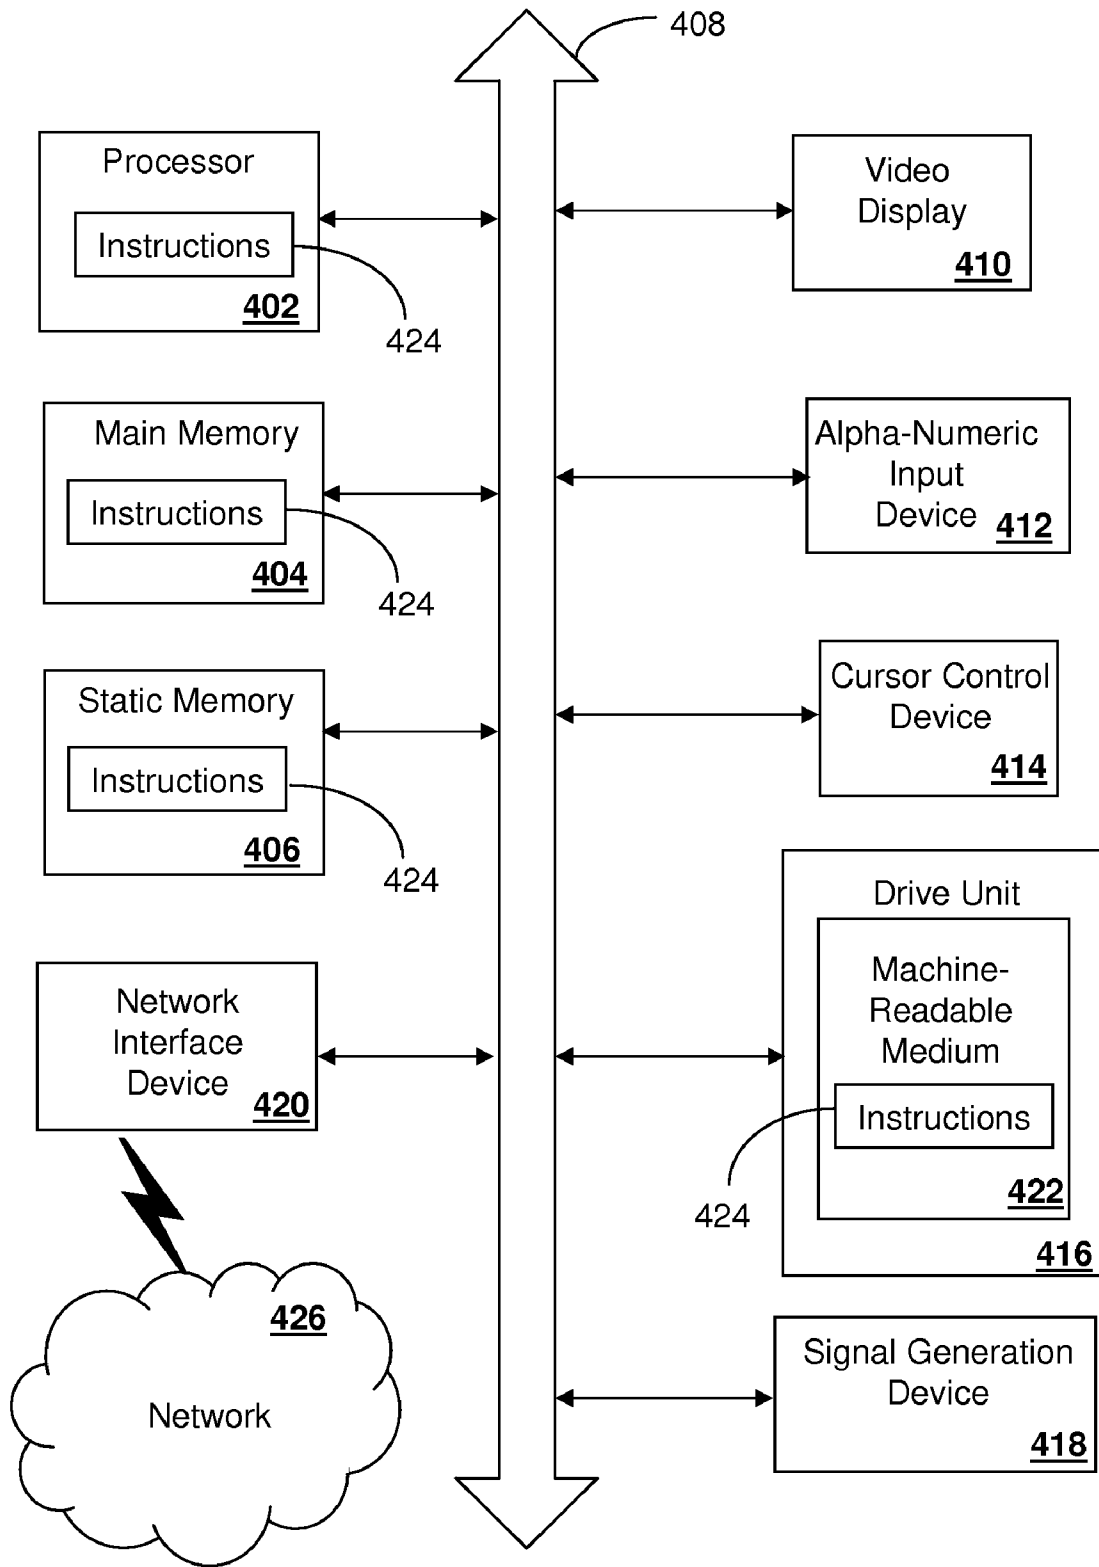 408
Processor
Instructions
402
424
Main Memory
Instructions
404
424
Static Memory
Instructions
406
424
Network
Interface
Device
420
426
Network
Video
Display
410
Alpha-Numeric
Input
Device
412
Cursor Control
Device
414
Drive Unit
Machine-
Readable
Medium
Instructions
424
422
416
Signal Generation
Device
418